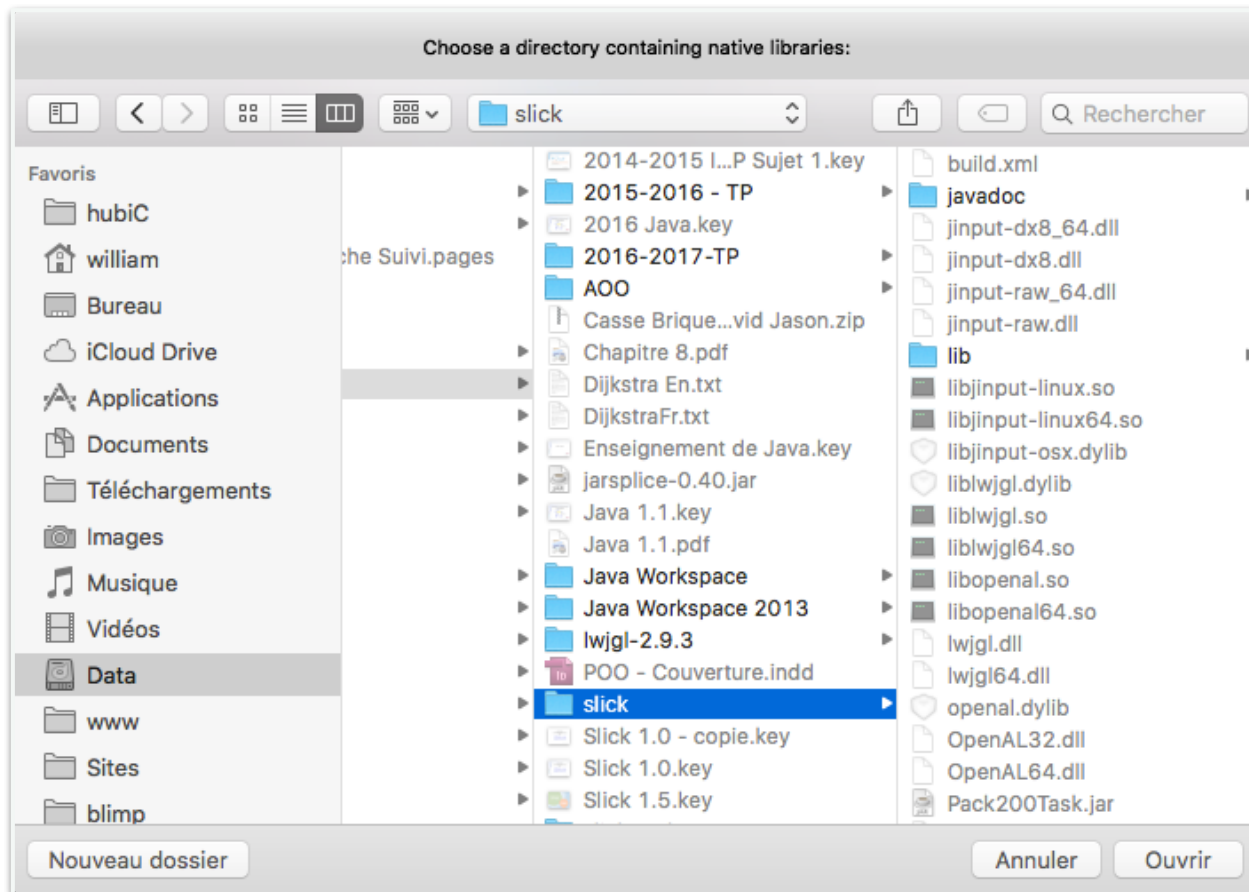 Choose a directory containing native libraries:
slick
Rechercher
Favoris
hubiC
william
Bureau
iCloud Drive
Applications
Documents
Téléchargements
Images
Musique
Vidéos
Data
www
Sites
blimp
che Suivi.pages
2014-2015 I...P Sujet 1.key
2015-2016 - TP
2016 Java.key
2016-2017-TP
AOO
Casse Brique...vid Jason.zip
Chapitre 8.pdf
Dijkstra En.txt
DijkstraFr.txt
Enseignement de Java.key
jarsplice-0.40.jar
Java 1.1.key
Java 1.1.pdf
Java Workspace
Java Workspace 2013
lwjgl-2.9.3
POO - Couverture.indd
slick
Slick 1.0 - copie.key
Slick 1.0.key
Slick 1.5.key
build.xml
javadoc
jinput-dx8_64.dll
jinput-dx8.dll
jinput-raw_64.dll
jinput-raw.dll
lib
libjinput-linux.so
libjinput-linux64.so
libjinput-osx.dylib
liblwjgl.dylib
liblwjgl.so
liblwjgl64.so
libopenal.so
libopenal64.so
lwjgl.dll
lwjgl64.dll
openal.dylib
OpenAL32.dll
OpenAL64.dll
Pack200Task.jar
Nouveau dossier
Annuler
Ouvrir